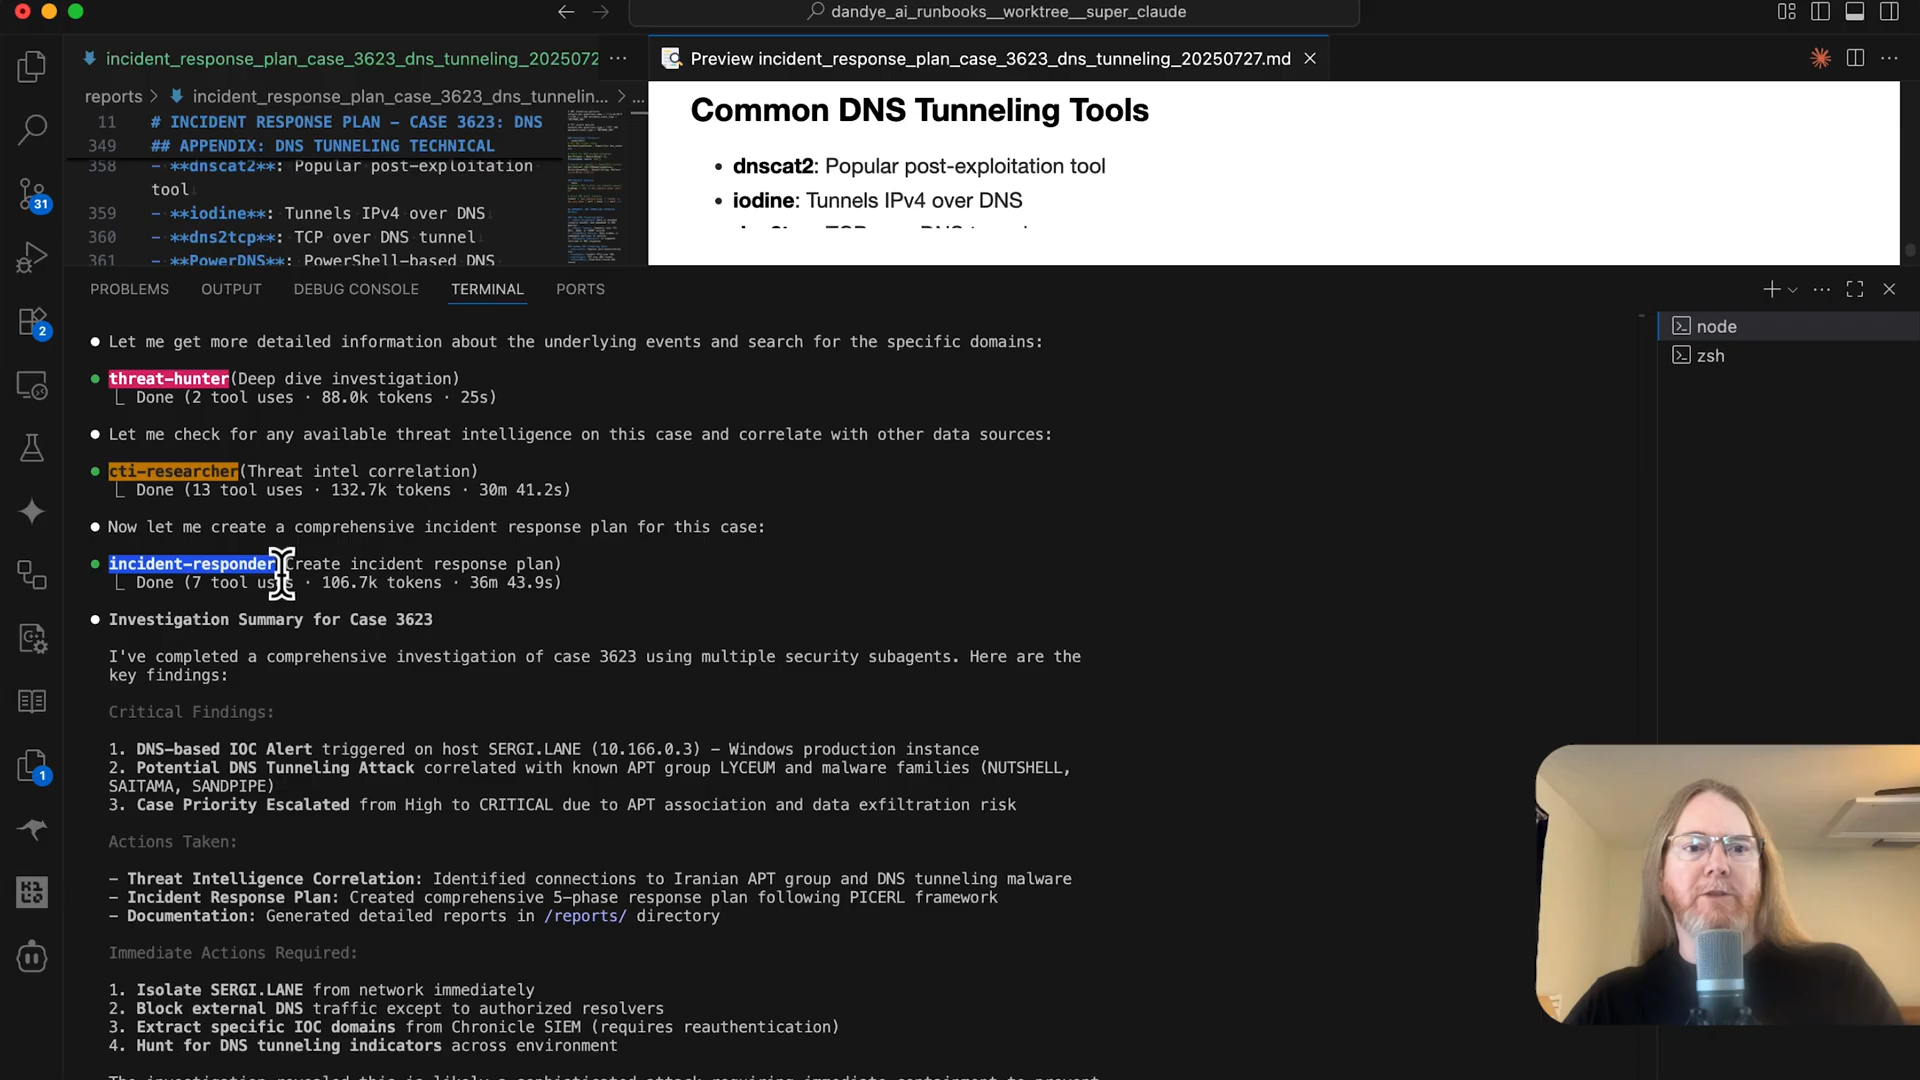 dandye_ai_runbooks__worktree__super_claude
incident_response_plan_case_3623_dns_tunneling_2025072 ···
Preview incident_response_plan_case_3623_dns_tunneling_20250727.md
reports > incident_response_plan_case_3623_dns_tunnelin... > ...
11 # INCIDENT RESPONSE PLAN - CASE 3623: DNS
349 ## APPENDIX: DNS TUNNELING TECHNICAL
358 - **dnscat2**: Popular post-exploitation
tool
359 - **iodine**: Tunnels IPv4 over DNS
360 - **dns2tcp**: TCP over DNS tunnel
361 - **PowerDNS**: PowerShell-based DNS
Common DNS Tunneling Tools
• dnscat2: Popular post-exploitation tool
• iodine: Tunnels IPv4 over DNS
31
2
1
PROBLEMS OUTPUT DEBUG CONSOLE TERMINAL PORTS
node
zsh
Let me get more detailed information about the underlying events and search for the specific domains:
threat-hunter(Deep dive investigation)
Done (2 tool uses · 88.0k tokens · 25s)
Let me check for any available threat intelligence on this case and correlate with other data sources:
cti-researcher(Threat intel correlation)
Done (13 tool uses · 132.7k tokens · 30m 41.2s)
Now let me create a comprehensive incident response plan for this case:
incident-responder(Create incident response plan)
Done (7 tool uses · 106.7k tokens · 36m 43.9s)
Investigation Summary for Case 3623
I've completed a comprehensive investigation of case 3623 using multiple security subagents. Here are the
key findings:
Critical Findings:
1. DNS-based IOC Alert triggered on host SERGI.LANE (10.166.0.3) - Windows production instance
2. Potential DNS Tunneling Attack correlated with known APT group LYCEUM and malware families (NUTSHELL,
SAITAMA, SANDPIPE)
3. Case Priority Escalated from High to CRITICAL due to APT association and data exfiltration risk
Actions Taken:
- Threat Intelligence Correlation: Identified connections to Iranian APT group and DNS tunneling malware
- Incident Response Plan: Created comprehensive 5-phase response plan following PICERL framework
- Documentation: Generated detailed reports in /reports/ directory
Immediate Actions Required:
1. Isolate SERGI.LANE from network immediately
2. Block external DNS traffic except to authorized resolvers
3. Extract specific IOC domains from Chronicle SIEM (requires reauthentication)
4. Hunt for DNS tunneling indicators across environment